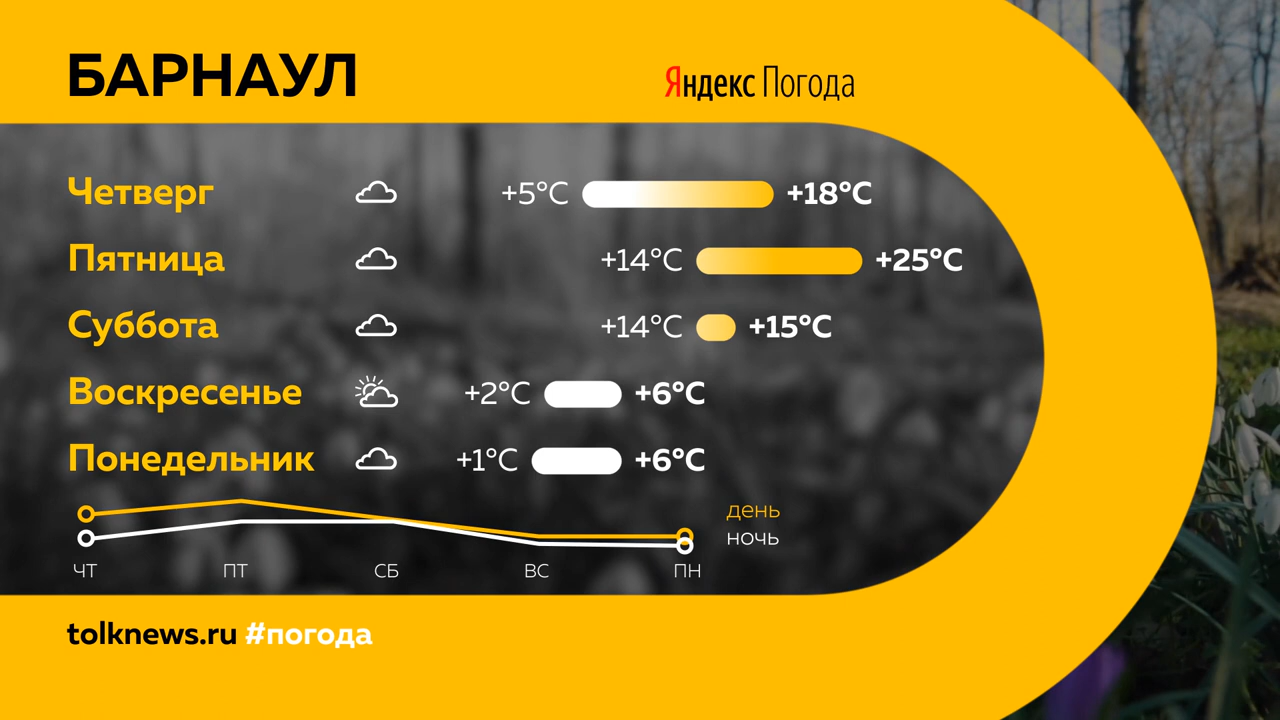 БАРНАУЛ
Яндекс Погода
Четверг +5°C +18°C
Пятница +14°C +25°C
Суббота +14°C +15°C
Воскресенье +2°C +6°C
Понедельник +1°C +6°C
день
ночь
ЧТ ПТ СБ ВС ПН
tolknews.ru #погода